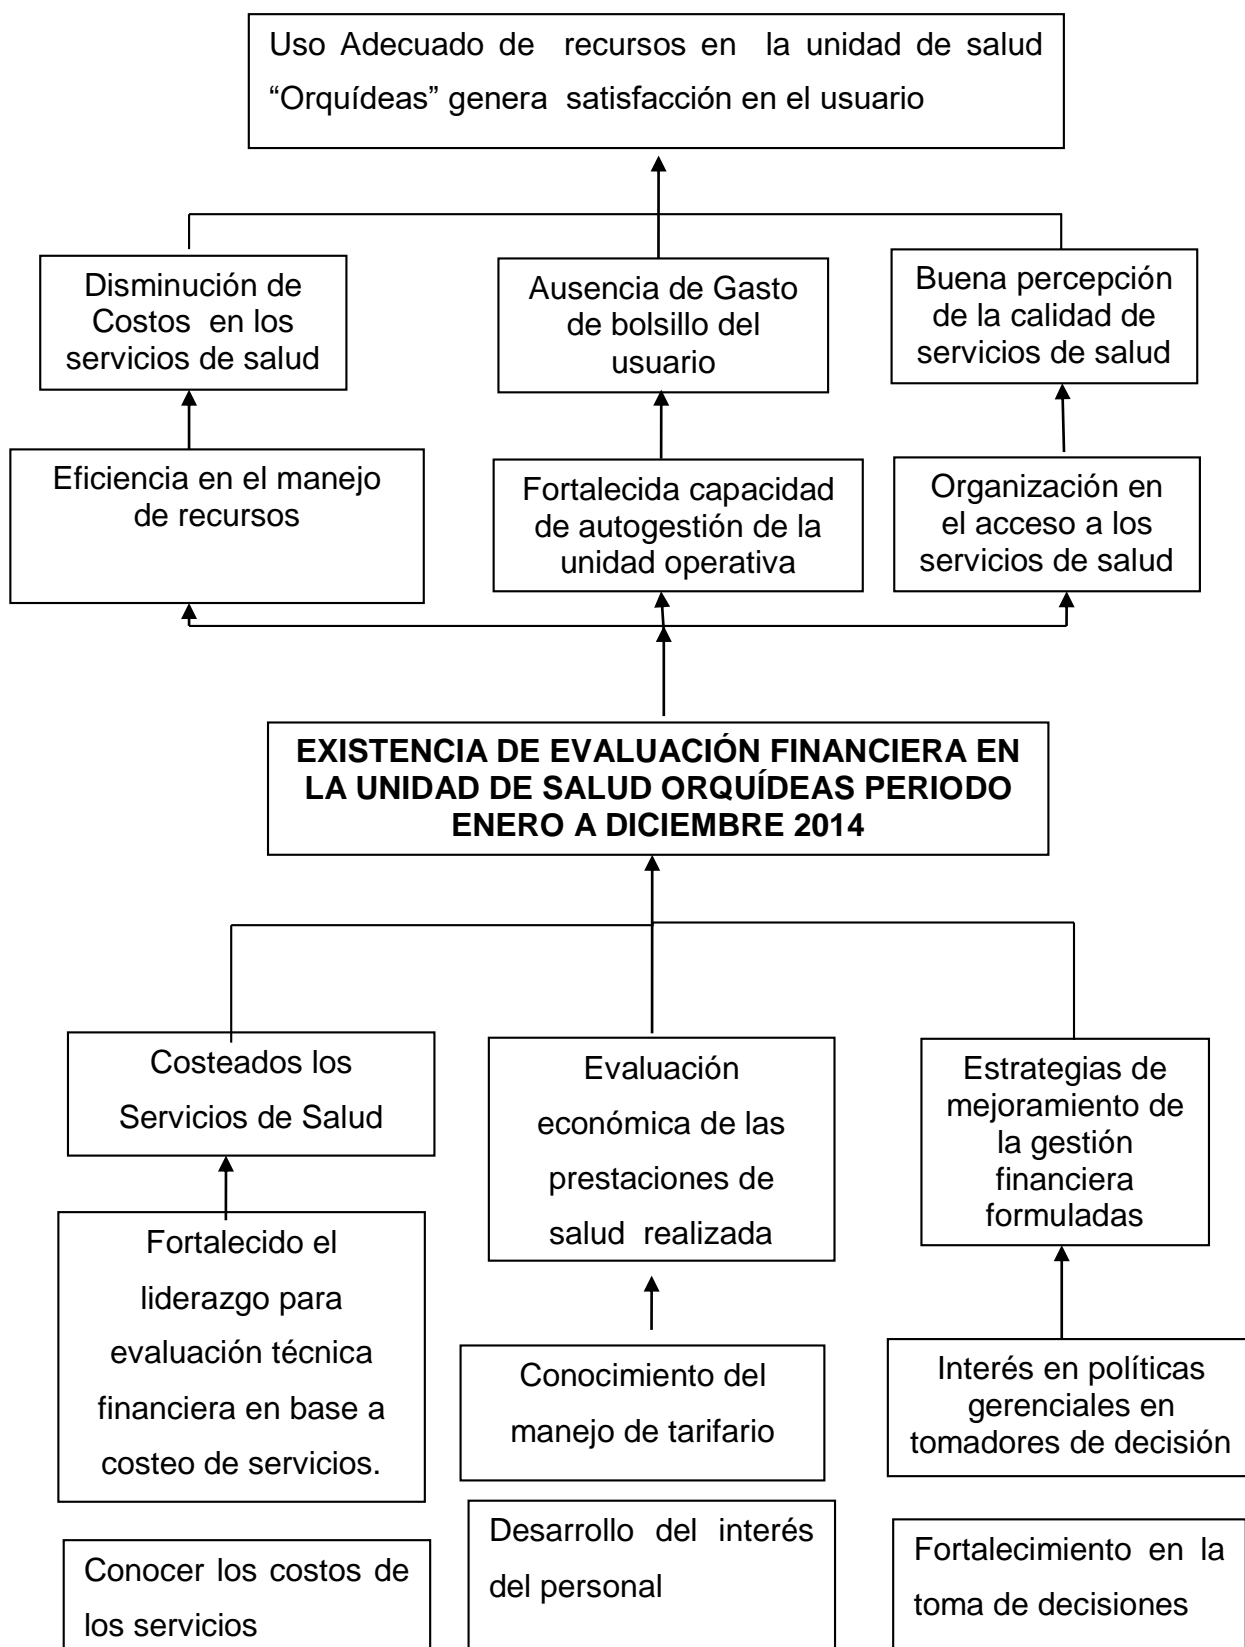 Uso Adecuado de recursos en la unidad de salud
“Orquídeas” genera satisfacción en el usuario
Disminución de
Costos en los
servicios de salud
Ausencia de Gasto
de bolsillo del
usuario
Buena percepción
de la calidad de
servicios de salud
Eficiencia en el manejo
de recursos
Fortalecida capacidad
de autogestión de la
unidad operativa
Organización en
el acceso a los
servicios de salud
EXISTENCIA DE EVALUACIÓN FINANCIERA EN
LA UNIDAD DE SALUD ORQUÍDEAS PERIODO
ENERO A DICIEMBRE 2014
Costeados los
Servicios de Salud
Evaluación
económica de las
prestaciones de
salud realizada
Estrategias de
mejoramiento de
la gestión
financiera
formuladas
Fortalecido el
liderazgo para
evaluación técnica
financiera en base a
costeo de servicios.
Conocimiento del
manejo de tarifario
Interés en políticas
gerenciales en
tomadores de decisión
Conocer los costos de
los servicios
Desarrollo del interés
del personal
Fortalecimiento en la
toma de decisiones